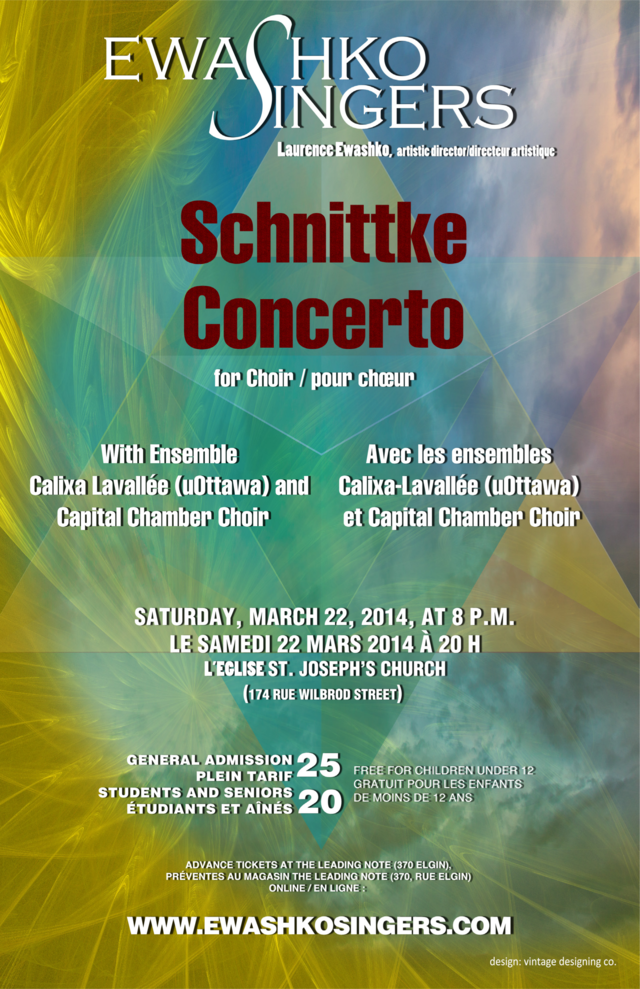 EWASHKO
SINGERS
Laurence Ewashko, artistic director/directeur artistique
Schnittke
Concerto
for Choir / pour chœur
With Ensemble
Calixa Lavallée (uOttawa) and
Capital Chamber Choir
Avec les ensembles
Calixa-Lavallée (uOttawa)
et Capital Chamber Choir
SATURDAY, MARCH 22, 2014, AT 8 P.M.
LE SAMEDI 22 MARS 2014 À 20 H
L'EGLISE ST. JOSEPH'S CHURCH
(174 RUE WILBROD STREET)
GENERAL ADMISSION
PLEIN TARIF
25
STUDENTS AND SENIORS
ÉTUDIANTS ET AÎNÉS
20
FREE FOR CHILDREN UNDER 12
GRATUIT POUR LES ENFANTS
DE MOINS DE 12 ANS
ADVANCE TICKETS AT THE LEADING NOTE (370 ELGIN),
PRÉVENTES AU MAGASIN THE LEADING NOTE (370, RUE ELGIN)
ONLINE / EN LIGNE :
WWW.EWASHKOSINGERS.COM
design: vintage designing co.